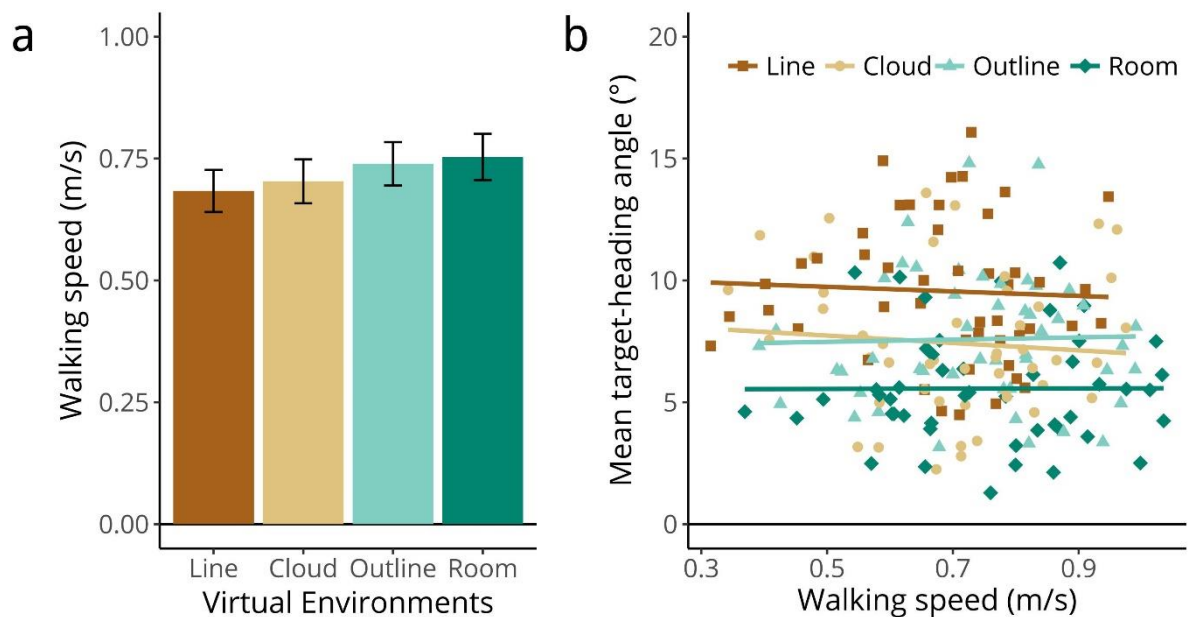 a
1.00
0.75
0.50
0.25
0.00
Walking speed (m/s)
Line Cloud Outline Room
Virtual Environments
b
20
15
10
5
0
Mean target-heading angle (°)
Line Cloud Outline Room
0.3 0.5 0.7 0.9
Walking speed (m/s)